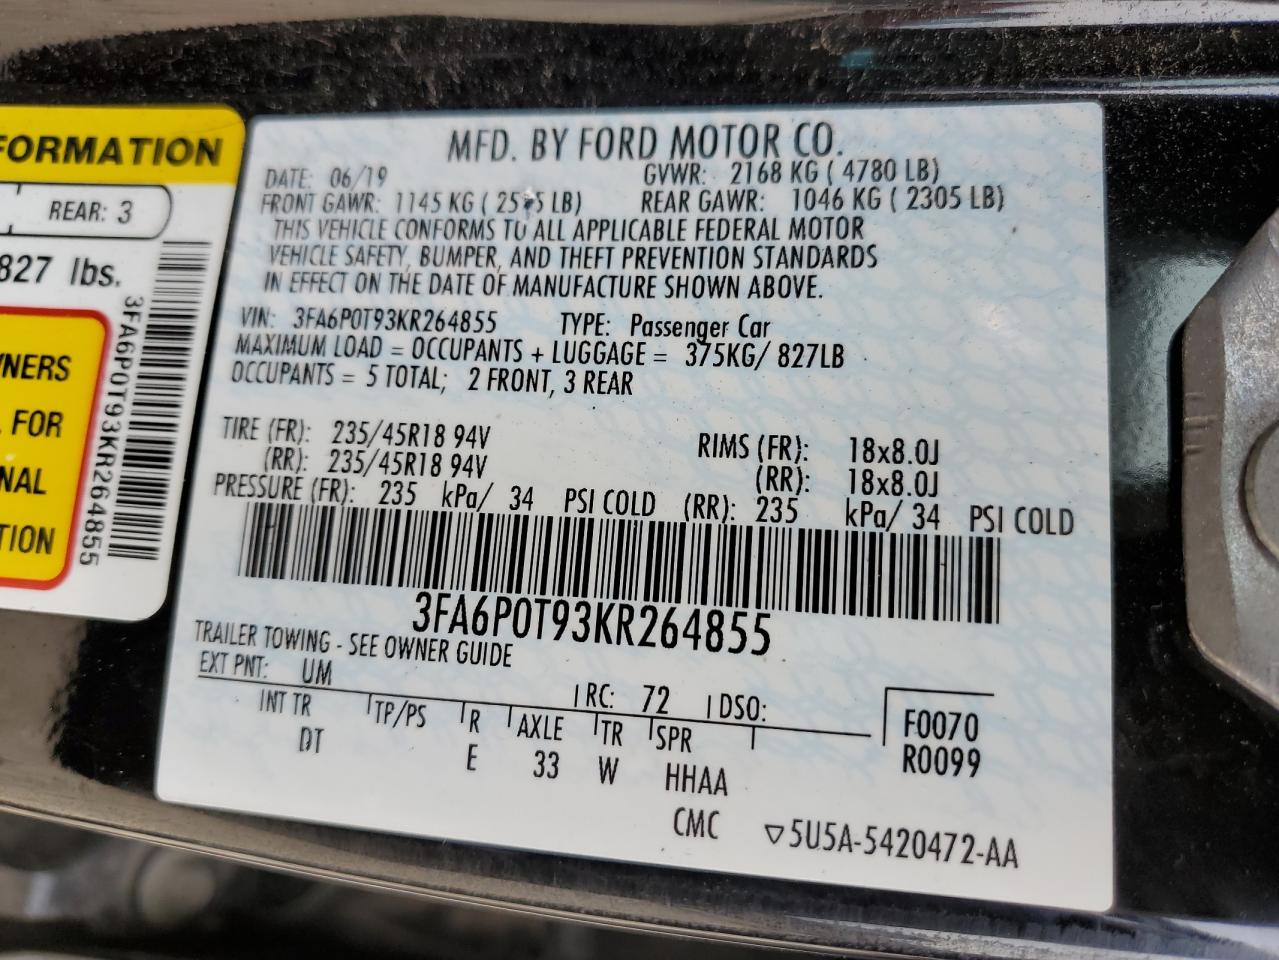 FORMATION
REAR: 3
827 lbs.
3FA6P0T93KR264855
WNERS
FOR
NAL
TION
MFD. BY FORD MOTOR CO.
DATE: 06/19 GVWR: 2168 KG ( 4780 LB)
FRONT GAWR: 1145 KG ( LB) REAR GAWR: 1046 KG ( 2305 LB)
THIS VEHICLE CONFORMS TO ALL APPLICABLE FEDERAL MOTOR
VEHICLE SAFETY, BUMPER, AND THEFT PREVENTION STANDARDS
IN EFFECT ON THE DATE OF MANUFACTURE SHOWN ABOVE.
VIN: 3FA6P0T93KR264855 TYPE: Passenger Car
MAXIMUM LOAD = OCCUPANTS + LUGGAGE = 375KG/ 827LB
OCCUPANTS = 5 TOTAL; 2 FRONT, 3 REAR
TIRE (FR): 235/45R18 94V RIMS (FR): 18x8.0J
(RR): 235/45R18 94V (RR): 18x8.0J
PRESSURE (FR): 235 kPa/ 34 PSI COLD (RR): 235 kPa/ 34 PSI COLD
3FA6P0T93KR264855
TRAILER TOWING - SEE OWNER GUIDE
EXT PNT: UM RC: 72 DSO:
INT TR TP/PS R AXLE TR SPR F0070
DT E 33 W HHAA R0099
CMC ▽5U5A-5420472-AA